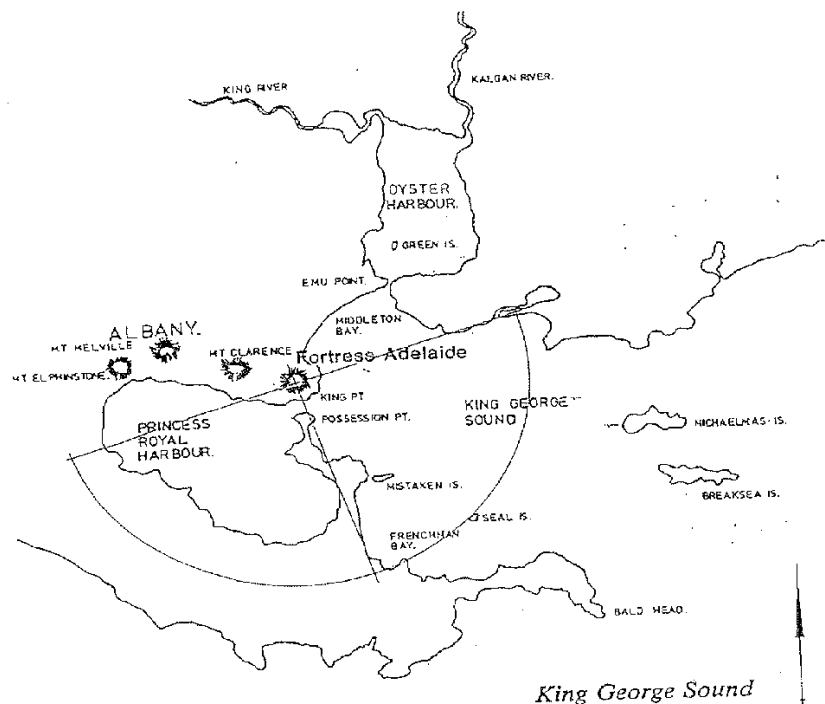 KALGAN RIVER.
KING RIVER
OYSTER
HARBOUR.
GREEN IS.
EMU POINT.
MIDDLETON
BAY.
ALBANY.
MT MELVILLE
MT CLARENCE
Fortress Adelaide
MT ELPHINSTONE.
KING PT
POSSESSION PT.
KING GEORGE
SOUND
PRINCESS
ROYAL
HARBOUR.
MICHAELMAS IS.
MISTAKEN IS.
BREAKSEA IS.
SEAL IS.
FRENCHMAN
BAY.
BALD HEAD.
King George Sound